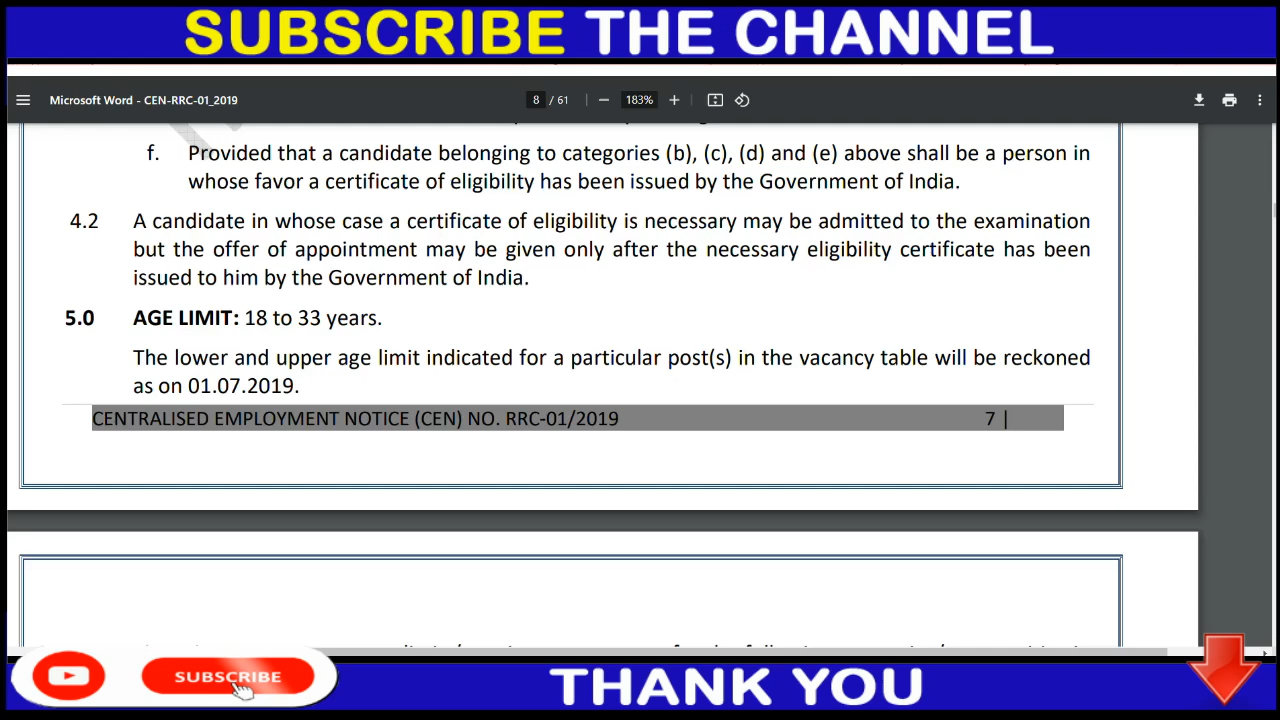 SUBSCRIBE THE CHANNEL
Microsoft Word - CEN-RRC-01_2019
8 / 61
183%
f. Provided that a candidate belonging to categories (b), (c), (d) and (e) above shall be a person in
whose favor a certificate of eligibility has been issued by the Government of India.
4.2 A candidate in whose case a certificate of eligibility is necessary may be admitted to the examination
but the offer of appointment may be given only after the necessary eligibility certificate has been
issued to him by the Government of India.
5.0 AGE LIMIT: 18 to 33 years.
The lower and upper age limit indicated for a particular post(s) in the vacancy table will be reckoned
as on 01.07.2019.
CENTRALISED EMPLOYMENT NOTICE (CEN) NO. RRC-01/2019 7 |
SUBSCRIBE
THANK YOU